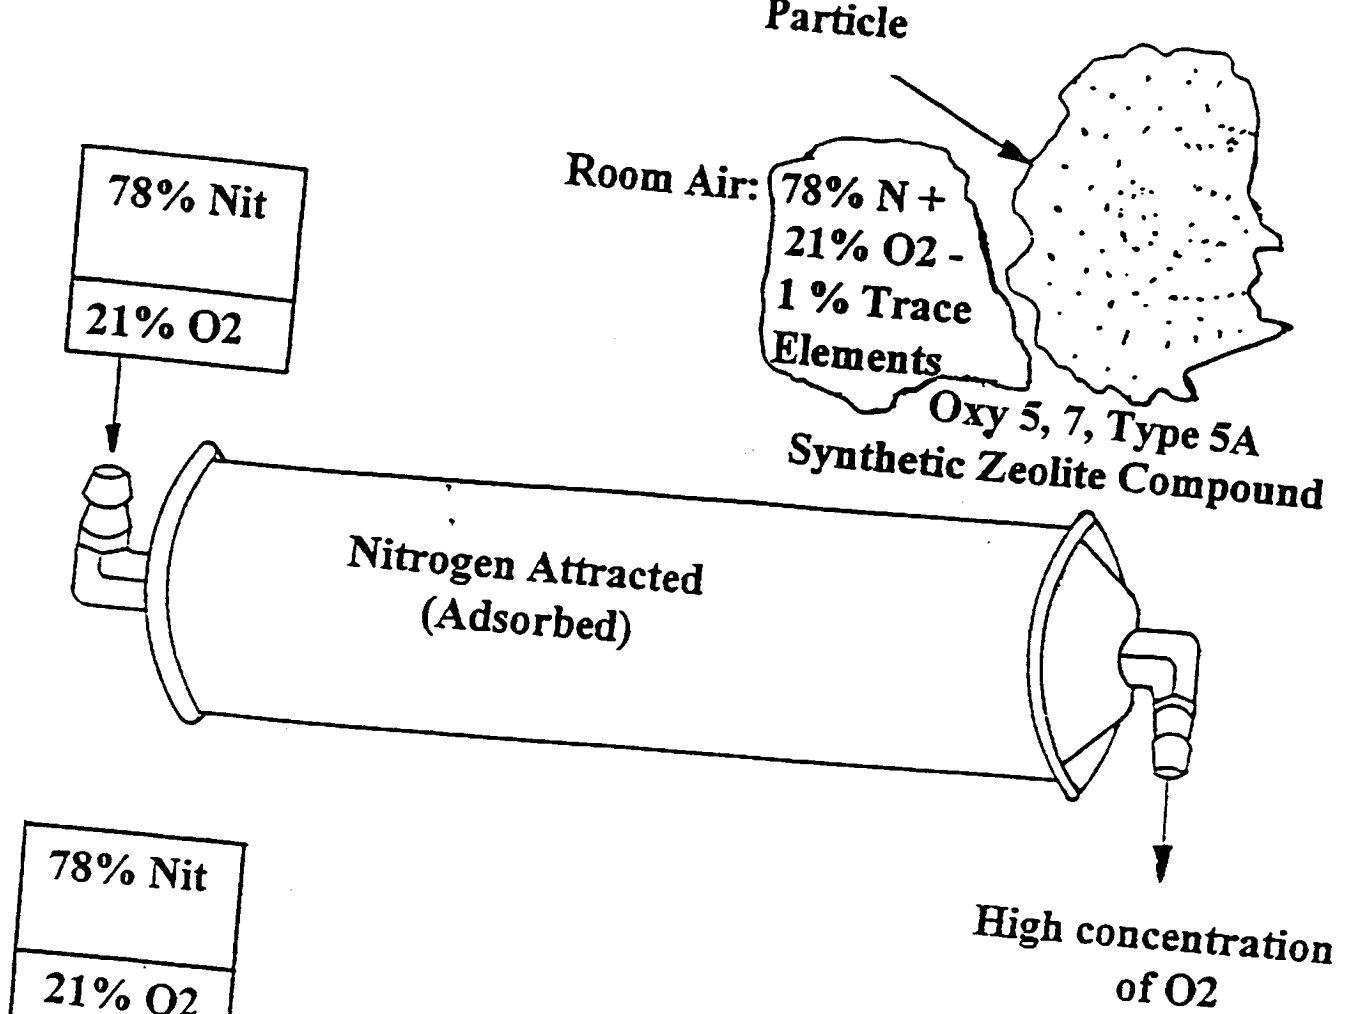 Particle
Room Air:
78% N +
21% O2 -
1 % Trace
Elements
Oxy 5, 7, Type 5A
Synthetic Zeolite Compound
78% Nit
21% O2
Nitrogen Attracted
(Adsorbed)
High concentration
of O2
78% Nit
21% O2